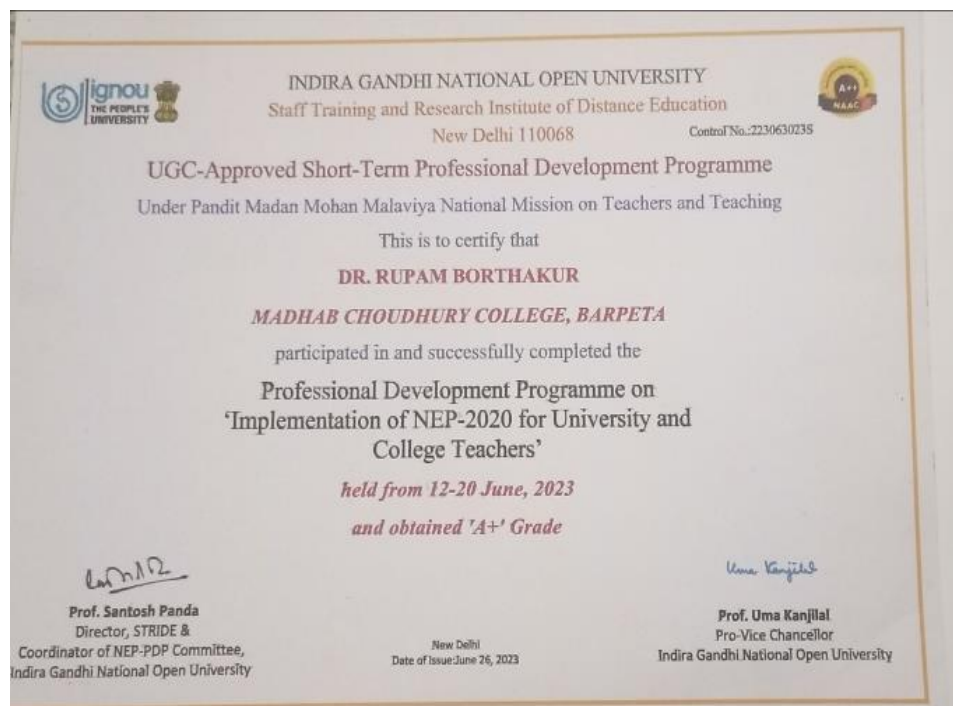 ignou
THE PEOPLE'S
UNIVERSITY
INDIRA GANDHI NATIONAL OPEN UNIVERSITY
Staff Training and Research Institute of Distance Education
New Delhi 110068
A++
NAAC
Control No.:2230630235
UGC-Approved Short-Term Professional Development Programme
Under Pandit Madan Mohan Malaviya National Mission on Teachers and Teaching
This is to certify that
DR. RUPAM BORTHAKUR
MADHAB CHOUDHURY COLLEGE, BARPETA
participated in and successfully completed the
Professional Development Programme on
‘Implementation of NEP-2020 for University and
College Teachers’
held from 12-20 June, 2023
and obtained 'A+' Grade
Prof. Santosh Panda
Director, STRIDE &
Coordinator of NEP-PDP Committee,
Indira Gandhi National Open University
New Delhi
Date of Issue:June 26, 2023
Uma Kanjilal
Prof. Uma Kanjilal
Pro-Vice Chancellor
Indira Gandhi National Open University